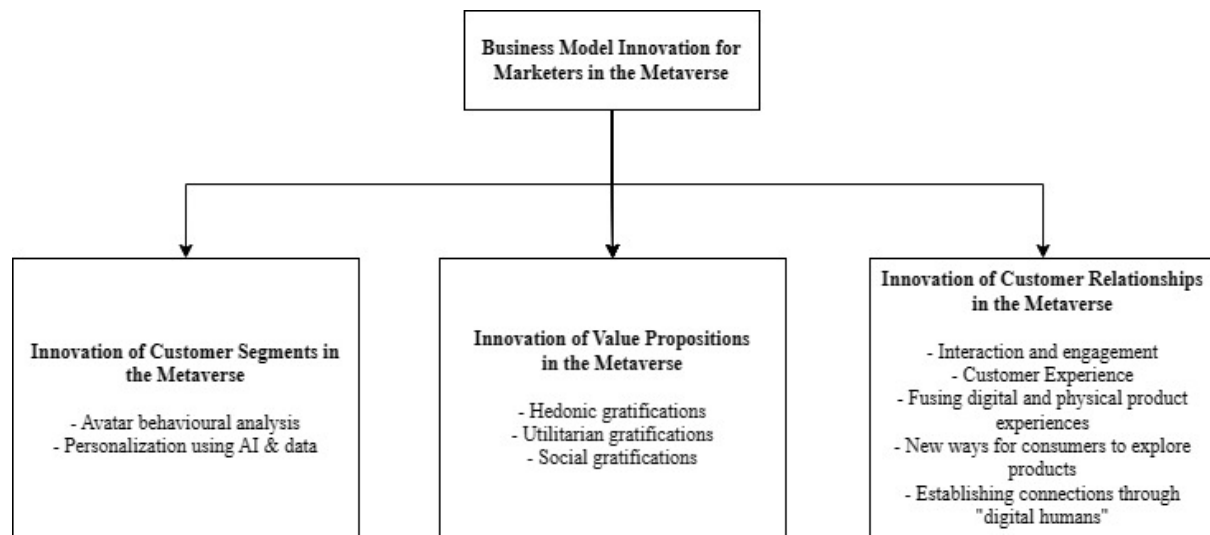 Business Model Innovation for
Marketers in the Metaverse
Innovation of Customer Segments in
the Metaverse
- Avatar behavioural analysis
- Personalization using AI & data
Innovation of Value Propositions
in the Metaverse
- Hedonic gratifications
- Utilitarian gratifications
- Social gratifications
Innovation of Customer Relationships
in the Metaverse
- Interaction and engagement
- Customer Experience
- Fusing digital and physical product
experiences
- New ways for consumers to explore
products
- Establishing connections through
"digital humans"